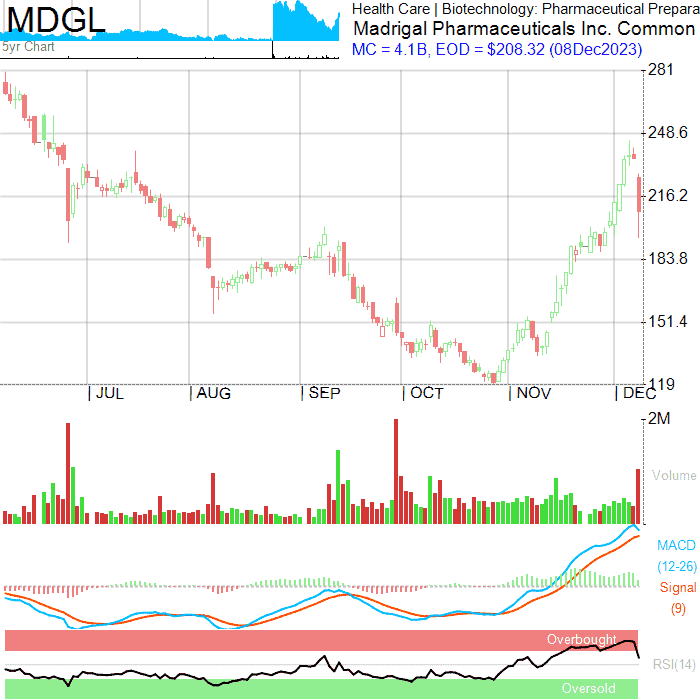 MDGL
5yr Chart
Health Care | Biotechnology: Pharmaceutical Prepara
Madrigal Pharmaceuticals Inc. Common
MC = 4.1B, EOD = $208.32 (08Dec2023)
281
248.6
216.2
183.8
151.4
119
JUL AUG SEP OCT NOV DEC
2M
Volume
MACD
(12-26)
Signal
(9)
Overbought
RSI(14)
Oversold